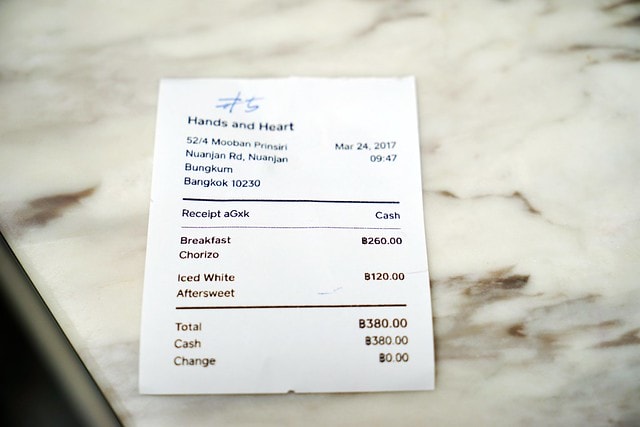 #5
Hands and Heart
52/4 Mooban Prinsiri
Nuanjan Rd, Nuanjan
Bungkum
Bangkok 10230
Mar 24, 2017
09:47
Receipt aGxk Cash
Breakfast ฿260.00
Chorizo
Iced White ฿120.00
Aftersweet
Total ฿380.00
Cash ฿380.00
Change ฿0.00